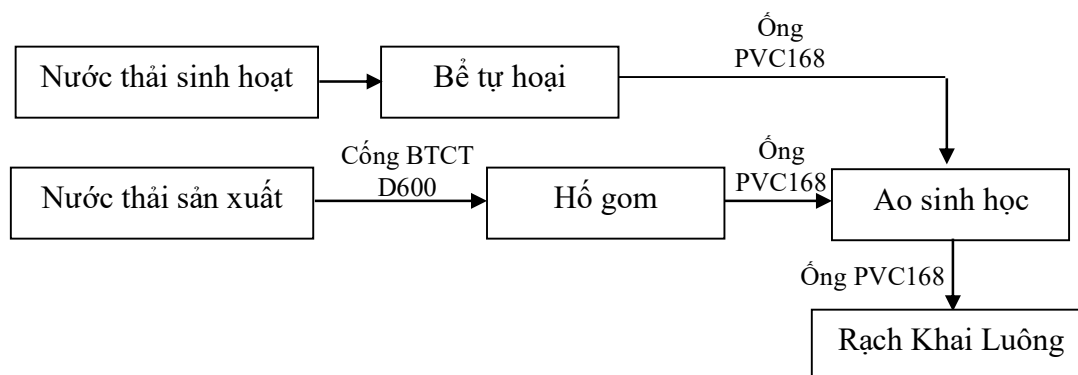 Nước thải sinh hoạt
Bể tự hoại
Ống
PVC168
Nước thải sản xuất
Cống BTCT
D600
Hố gom
Ống
PVC168
Ao sinh học
Ống PVC168
Rạch Khai Luông